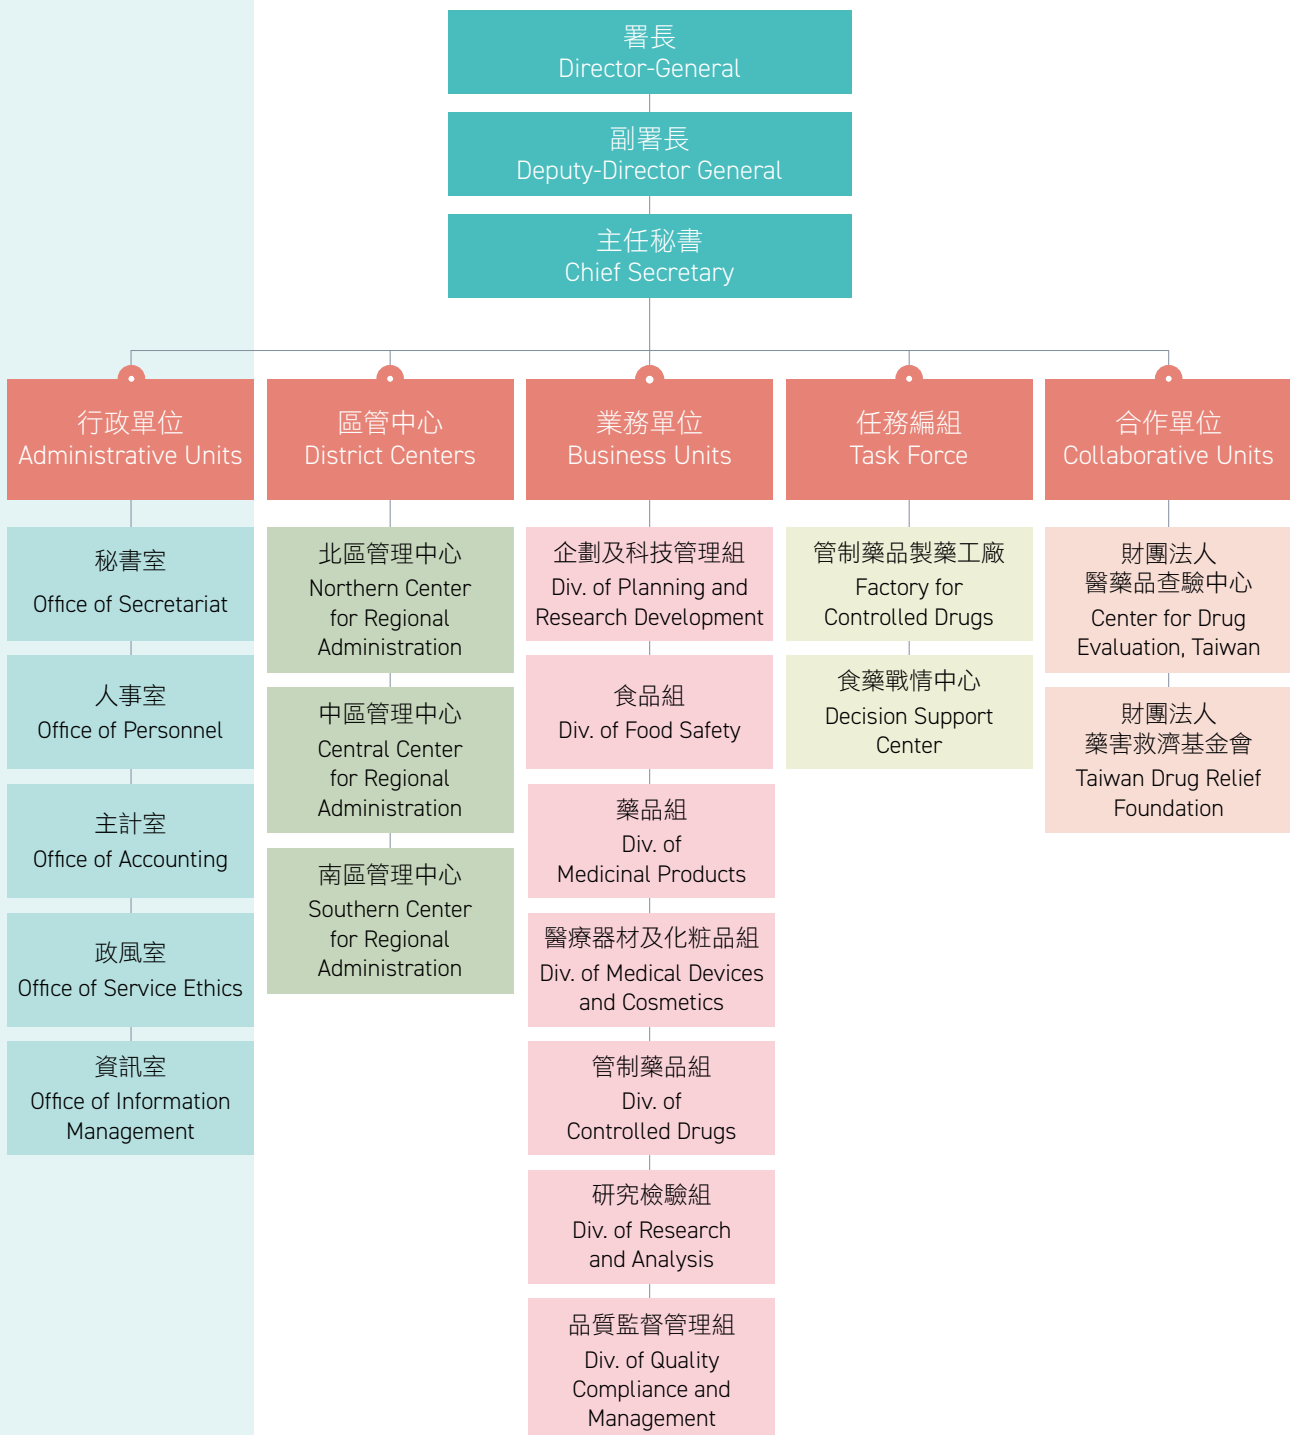 署長
Director-General
副署長
Deputy-Director General
主任秘書
Chief Secretary
行政單位
Administrative Units
秘書室
Office of Secretariat
人事室
Office of Personnel
主計室
Office of Accounting
政風室
Office of Service Ethics
資訊室
Office of Information
Management
區管中心
District Centers
北區管理中心
Northern Center
for Regional
Administration
中區管理中心
Central Center
for Regional
Administration
南區管理中心
Southern Center
for Regional
Administration
業務單位
Business Units
企劃及科技管理組
Div. of Planning and
Research Development
食品組
Div. of Food Safety
藥品組
Div. of
Medicinal Products
醫療器材及化粧品組
Div. of Medical Devices
and Cosmetics
管制藥品組
Div. of
Controlled Drugs
研究檢驗組
Div. of Research
and Analysis
品質監督管理組
Div. of Quality
Compliance and
Management
任務編組
Task Force
管制藥品製藥工廠
Factory for
Controlled Drugs
食藥戰情中心
Decision Support
Center
合作單位
Collaborative Units
財團法人
醫藥品查驗中心
Center for Drug
Evaluation, Taiwan
財團法人
藥害救濟基金會
Taiwan Drug Relief
Foundation